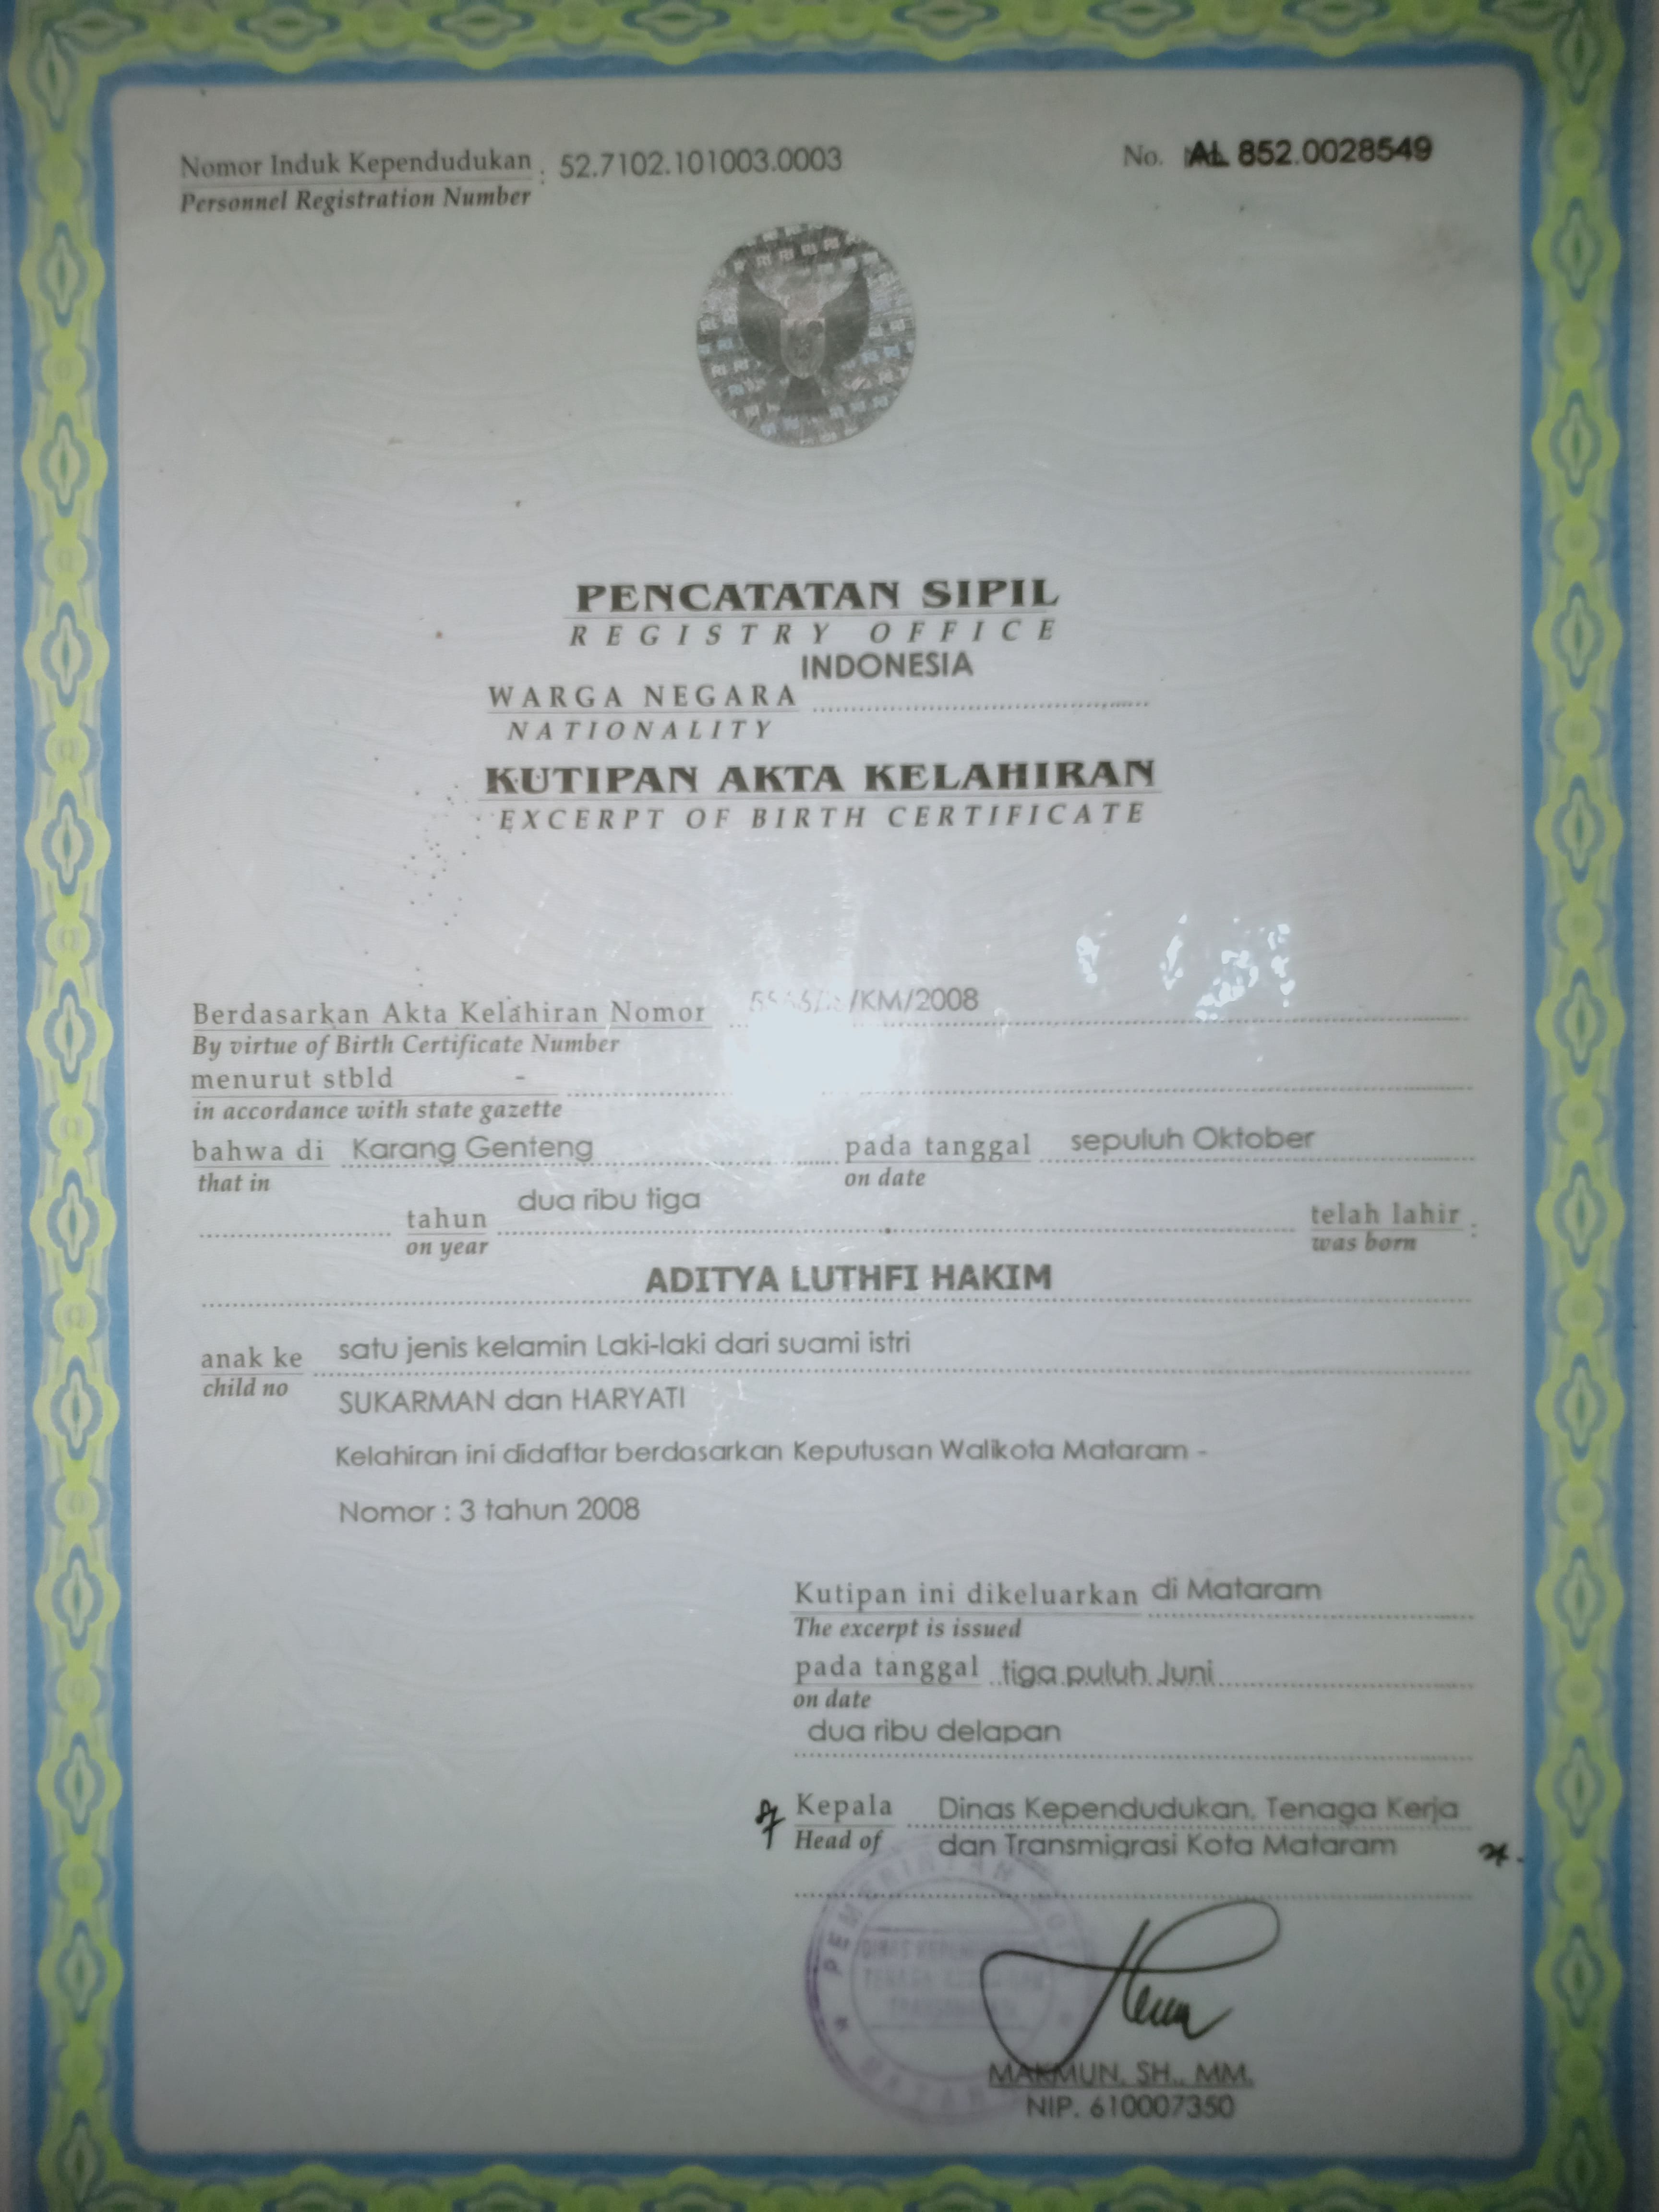 Nomor Induk Kependudukan : 52.7102.101003.0003
Personnel Registration Number
No. AL 852.0028549
PENCATATAN SIPIL
REGISTRY OFFICE
WARGA NEGARA INDONESIA
NATIONALITY
KUTIPAN AKTA KELAHIRAN
EXCERPT OF BIRTH CERTIFICATE
Berdasarkan Akta Kelahiran Nomor /KM/2008
By virtue of Birth Certificate Number
menurut stbld -
in accordance with state gazette
bahwa di Karang Genteng pada tanggal sepuluh Oktober
that in on date
tahun dua ribu tiga telah lahir :
on year was born
ADITYA LUTHFI HAKIM
anak ke satu jenis kelamin Laki-laki dari suami istri
child no
SUKARMAN dan HARYATI
Kelahiran ini didaftar berdasarkan Keputusan Walikota Mataram -
Nomor : 3 tahun 2008
Kutipan ini dikeluarkan di Mataram
The excerpt is issued
pada tanggal tiga puluh Juni
on date
dua ribu delapan
Kepala Dinas Kependudukan, Tenaga Kerja
Head of dan Transmigrasi Kota Mataram
PEMERINTAH
MAKMUN, SH., MM.
NIP. 610007350